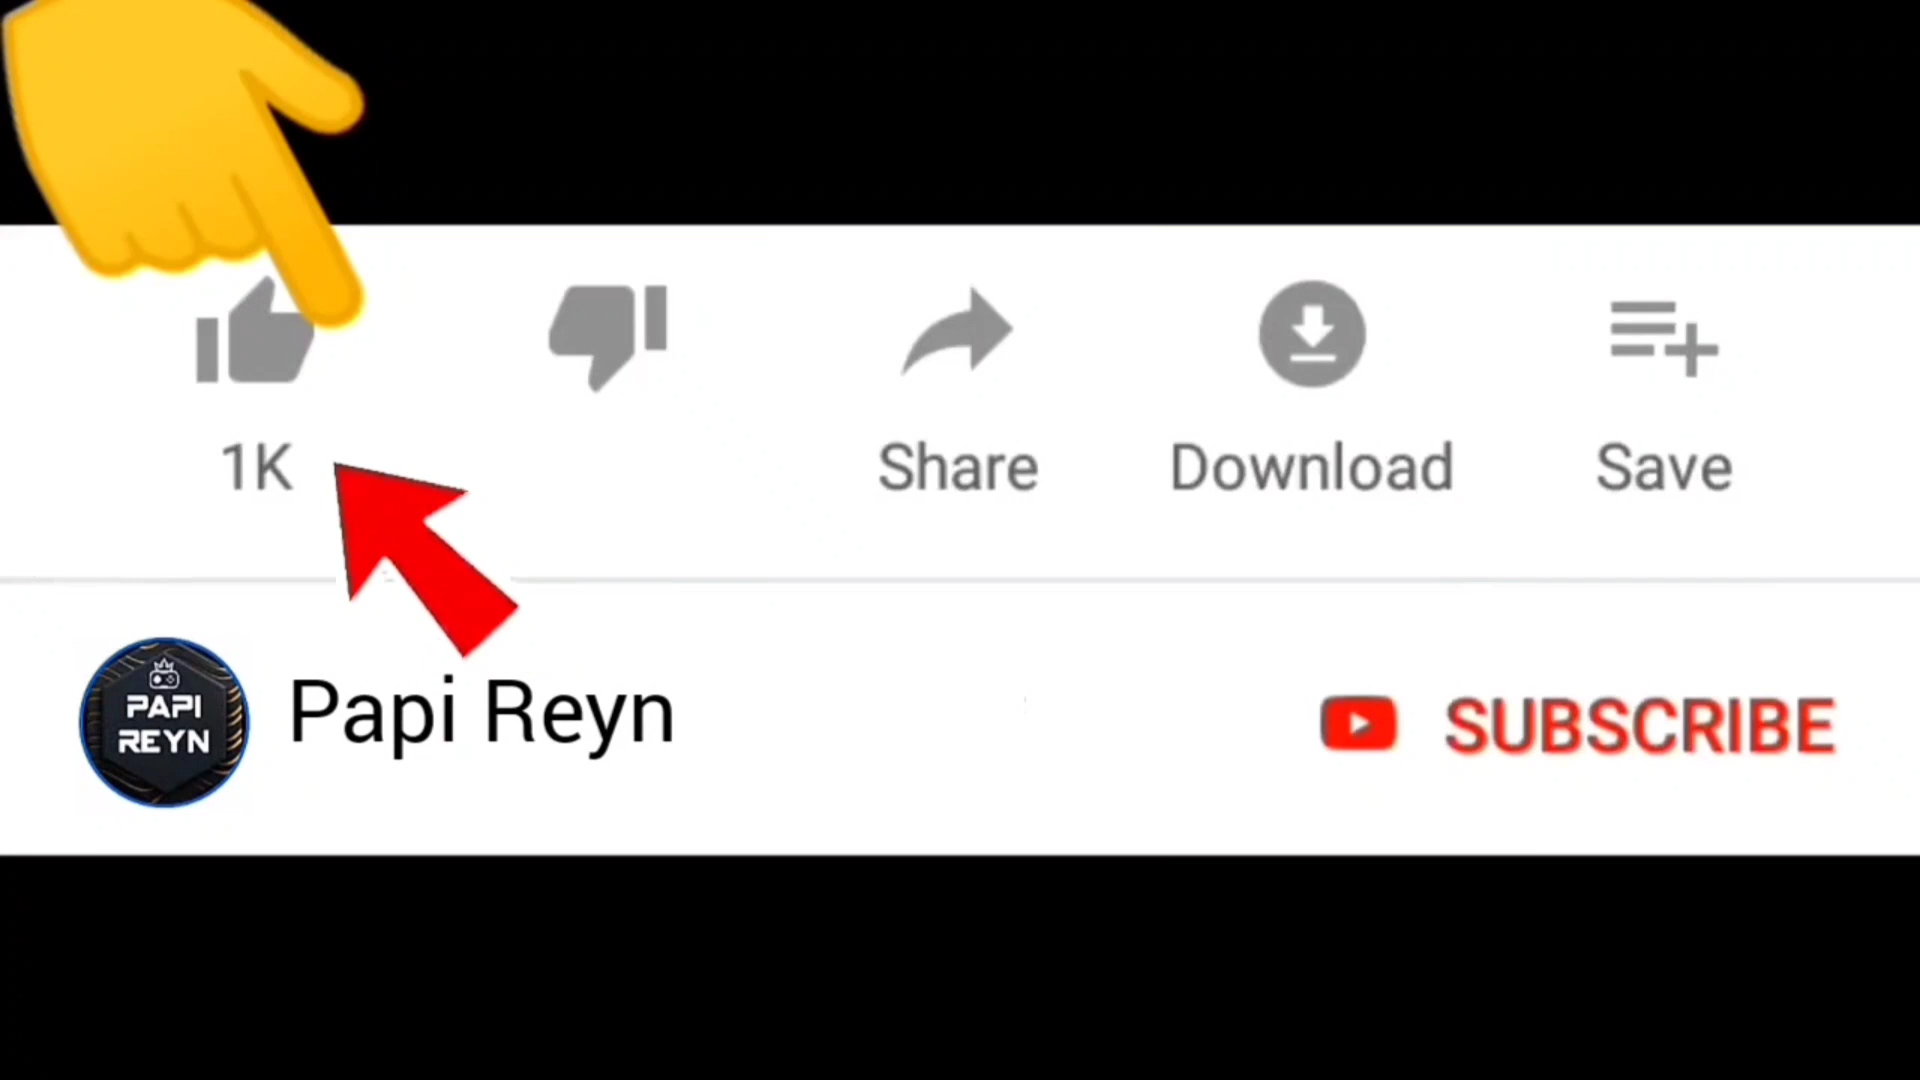 1K
Share
Download
Save
PAPI
REYN
Papi Reyn
SUBSCRIBE